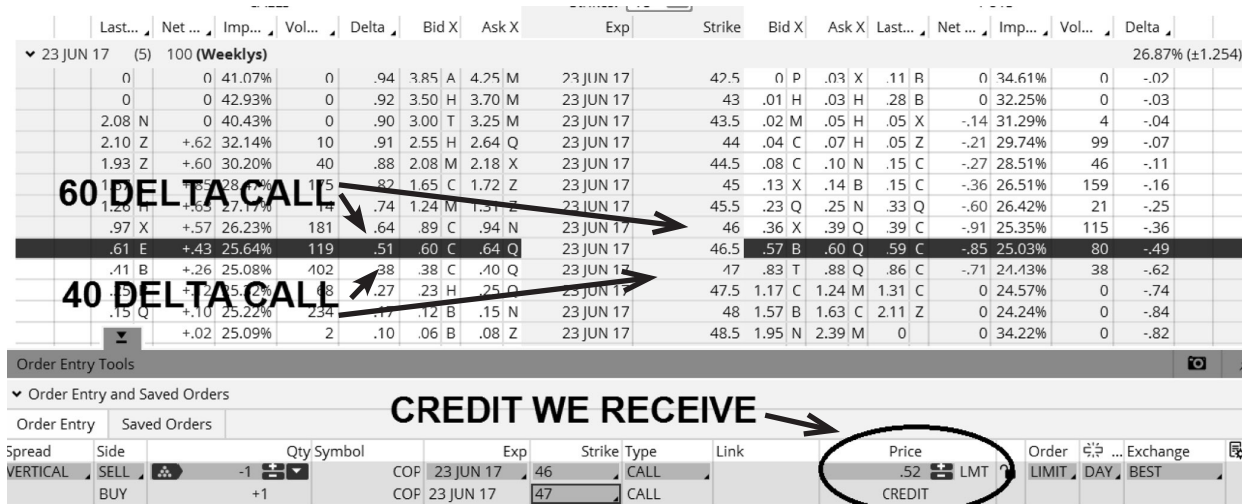 Last... Net ... Imp... Vol... Delta Bid X Ask X Exp Strike Bid X Ask X Last... Net ... Imp... Vol... Delta
23 JUN 17 (5) 100 (Weeklys) 26.87% (±1.254)
0 0 41.07% 0 .94 3.85 A 4.25 M 23 JUN 17 42.5 0 P .03 X .11 B 0 34.61% 0 -.02
0 0 42.93% 0 .92 3.50 H 3.70 M 23 JUN 17 43 .01 H .03 H .28 B 0 32.25% 0 -.03
2.08 N 0 40.43% 0 .90 3.00 T 3.25 M 23 JUN 17 43.5 .02 M .05 H .05 X -.14 31.29% 4 -.04
2.10 Z +.62 32.14% 10 .91 2.55 H 2.64 Q 23 JUN 17 44 .04 C .07 H .05 Z -.21 29.74% 99 -.07
1.93 Z +.60 30.20% 40 .88 2.08 M 2.18 X 23 JUN 17 44.5 .08 C .10 N .15 C -.27 28.51% 46 -.11
175 .82 1.65 C 1.72 Z 23 JUN 17 45 .13 X .14 B .15 C -.36 26.51% 159 -.16
60 DELTA CALL
.74 1.24 M 23 JUN 17 45.5 .23 Q .25 N .33 Q -.60 26.42% 21 -.25
.97 X +.57 26.23% 181 .64 .89 C .94 N 23 JUN 17 46 .36 X .39 Q .39 C -.91 25.35% 115 -.36
.61 E +.43 25.64% 119 .51 .60 C .64 Q 23 JUN 17 46.5 .57 B .60 Q .59 C -.85 25.03% 80 -.49
.41 B +.26 25.08% 402 .38 .38 C .40 Q 23 JUN 17 47 .83 T .88 Q .86 C -.71 24.43% 38 -.62
40 DELTA CALL
.27 .23 H .25 Q 23 JUN 17 47.5 1.17 C 1.24 M 1.31 C 0 24.57% 0 -.74
.15 Q +.10 25.22% 234 .17 .12 B .15 N 23 JUN 17 48 1.57 B 1.63 C 2.11 Z 0 24.24% 0 -.84
+.02 25.09% 2 .10 .06 B .08 Z 23 JUN 17 48.5 1.95 N 2.39 M 0 0 34.22% 0 -.82
Order Entry Tools
Order Entry and Saved Orders
CREDIT WE RECEIVE
Order Entry Saved Orders
Spread Side Qty Symbol Exp Strike Type Link Price Order ... Exchange
VERTICAL SELL -1 COP 23 JUN 17 46 CALL .52 LMT LIMIT DAY BEST
BUY +1 COP 23 JUN 17 47 CALL CREDIT